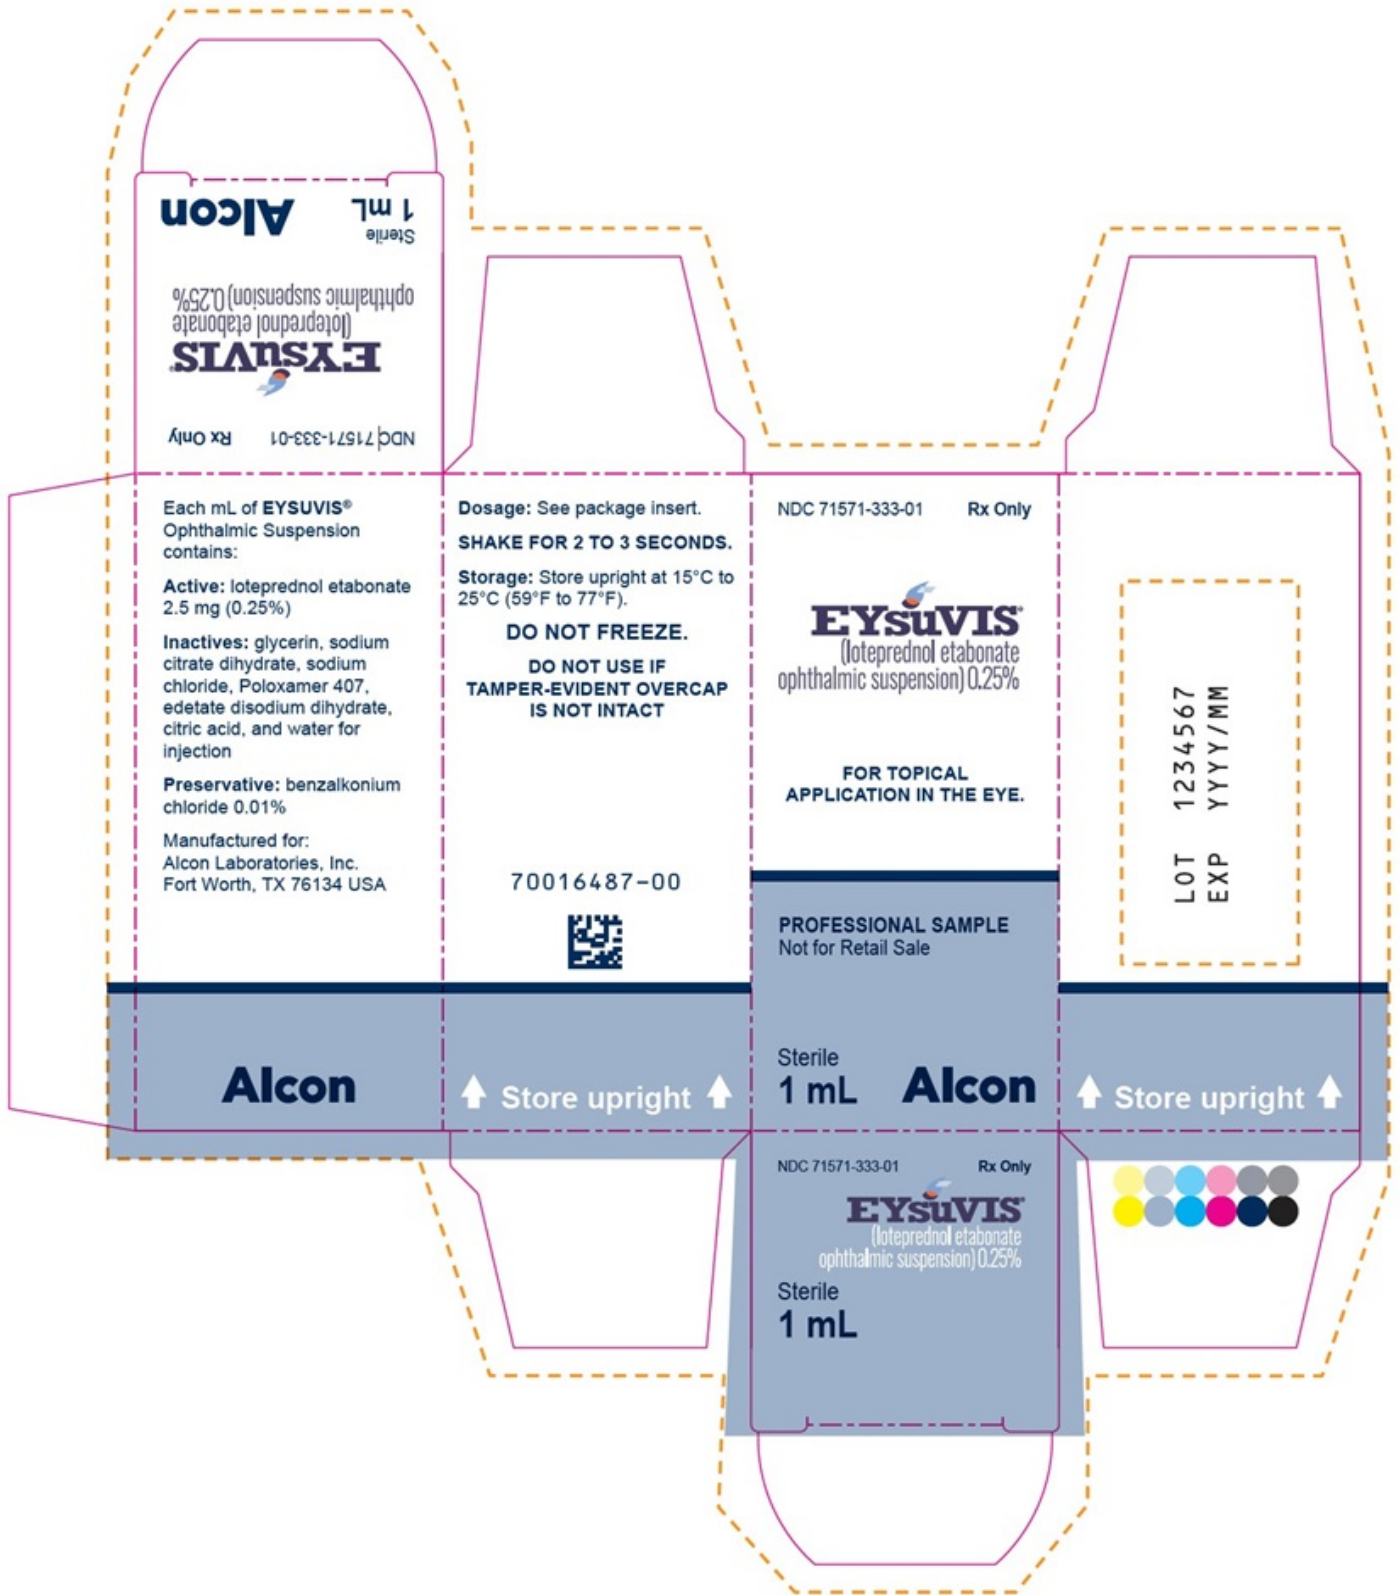 Alcon
Sterile
1 mL
EYSUVIS®
(loteprednol etabonate
ophthalmic suspension) 0.25%
NDC 71571-333-01 Rx Only
Each mL of EYSUVIS®
Ophthalmic Suspension
contains:
Active: loteprednol etabonate
2.5 mg (0.25%)
Inactives: glycerin, sodium
citrate dihydrate, sodium
chloride, Poloxamer 407,
edetate disodium dihydrate,
citric acid, and water for
injection
Preservative: benzalkonium
chloride 0.01%
Manufactured for:
Alcon Laboratories, Inc.
Fort Worth, TX 76134 USA
Alcon
Dosage: See package insert.
SHAKE FOR 2 TO 3 SECONDS.
Storage: Store upright at 15°C to
25°C (59°F to 77°F).
DO NOT FREEZE.
DO NOT USE IF
TAMPER-EVIDENT OVERCAP
IS NOT INTACT
70016487-00
Store upright
NDC 71571-333-01 Rx Only
EYSUVIS®
(loteprednol etabonate
ophthalmic suspension) 0.25%
FOR TOPICAL
APPLICATION IN THE EYE.
PROFESSIONAL SAMPLE
Not for Retail Sale
Sterile
1 mL Alcon
NDC 71571-333-01 Rx Only
EYSUVIS®
(loteprednol etabonate
ophthalmic suspension) 0.25%
Sterile
1 mL
LOT 1234567
EXP YYYY/MM
Store upright